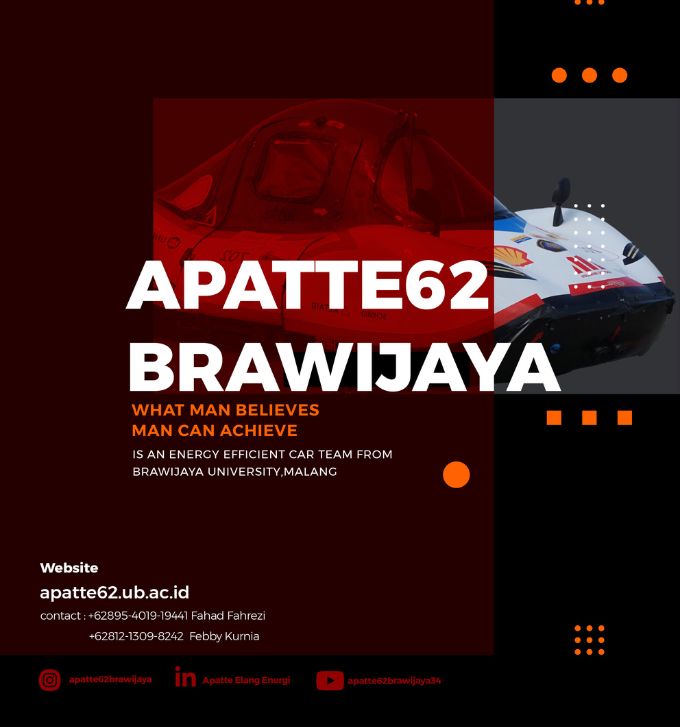 APATTE62
BRAWIJAYA
WHAT MAN BELIEVES
MAN CAN ACHIEVE
IS AN ENERGY EFFICIENT CAR TEAM FROM
BRAWIJAYA UNIVERSITY,MALANG
Website
apatte62.ub.ac.id
contact : +62895-4019-19441 Fahad Fahrezi
+62812-1309-8242 Febby Kurnia
apatte62brawijaya
in Apatte Elang Energi
apatte62brawijaya34